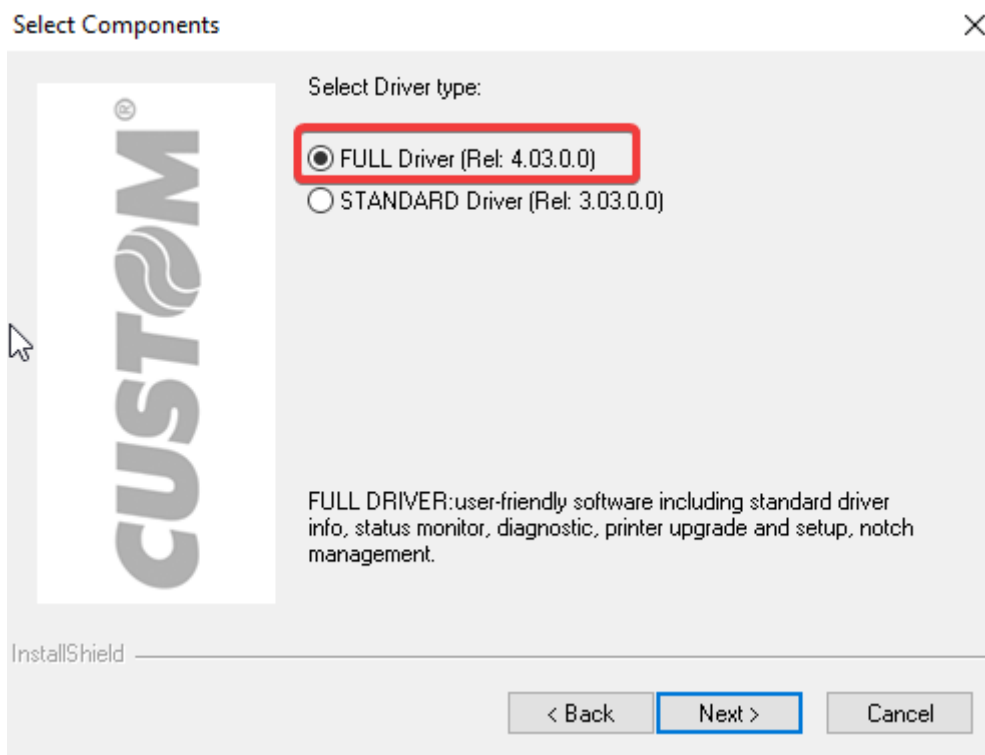 Select Components
Select Driver type:
FULL Driver (Rel: 4.03.0.0)
STANDARD Driver (Rel: 3.03.0.0)
CUSTOM®
FULL DRIVER:user-friendly software including standard driver
info, status monitor, diagnostic, printer upgrade and setup, notch
management.
InstallShield
< Back
Next >
Cancel